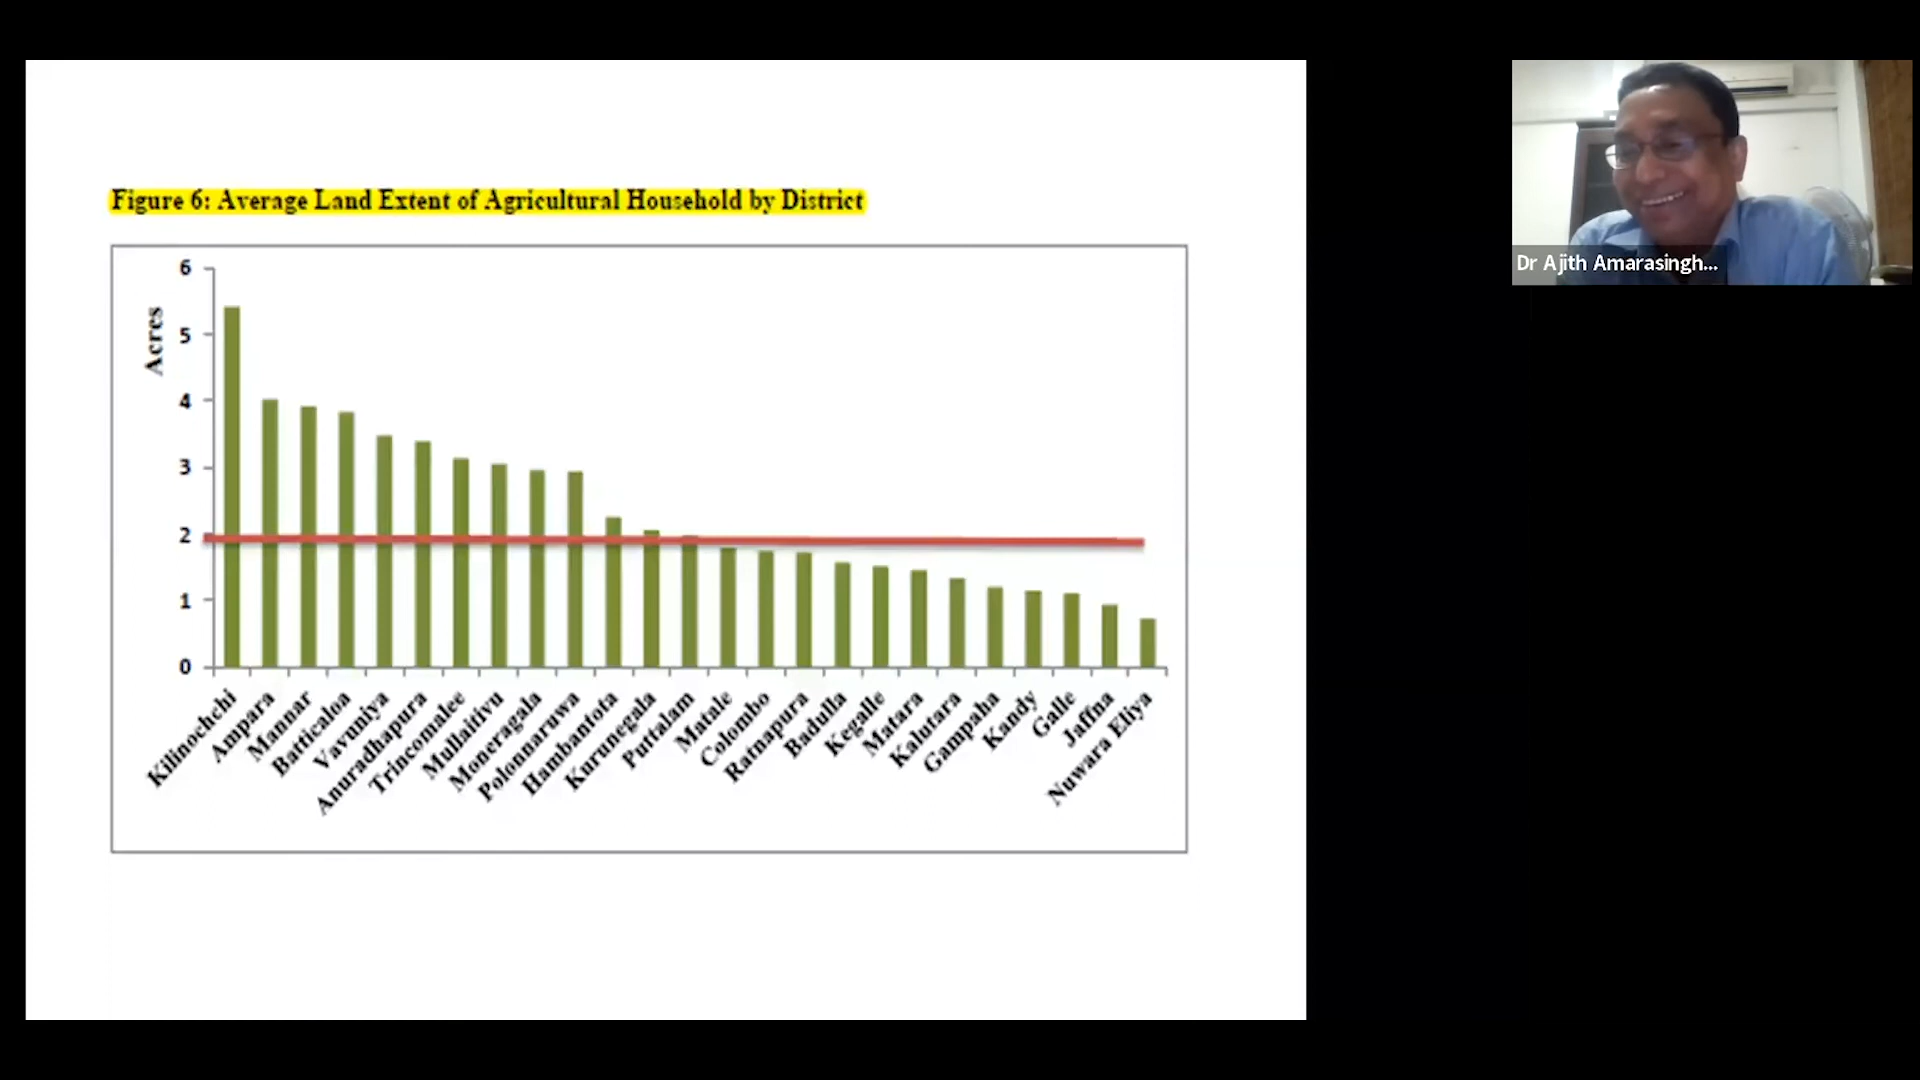 Figure 6: Average Land Extent of Agricultural Household by District
Acres
6
5
4
3
2
1
0
Kilinochchi
Ampara
Mannar
Batticaloa
Vavuniya
Anuradhapura
Trincomalee
Mullaitivu
Moneragala
Polonnaruwa
Hambantota
Kurunegala
Puttalam
Matale
Colombo
Ratnapura
Badulla
Kegalle
Matara
Kalutara
Gampaha
Kandy
Galle
Jaffna
Nuwara Eliya
Dr Ajith Amarasingh...